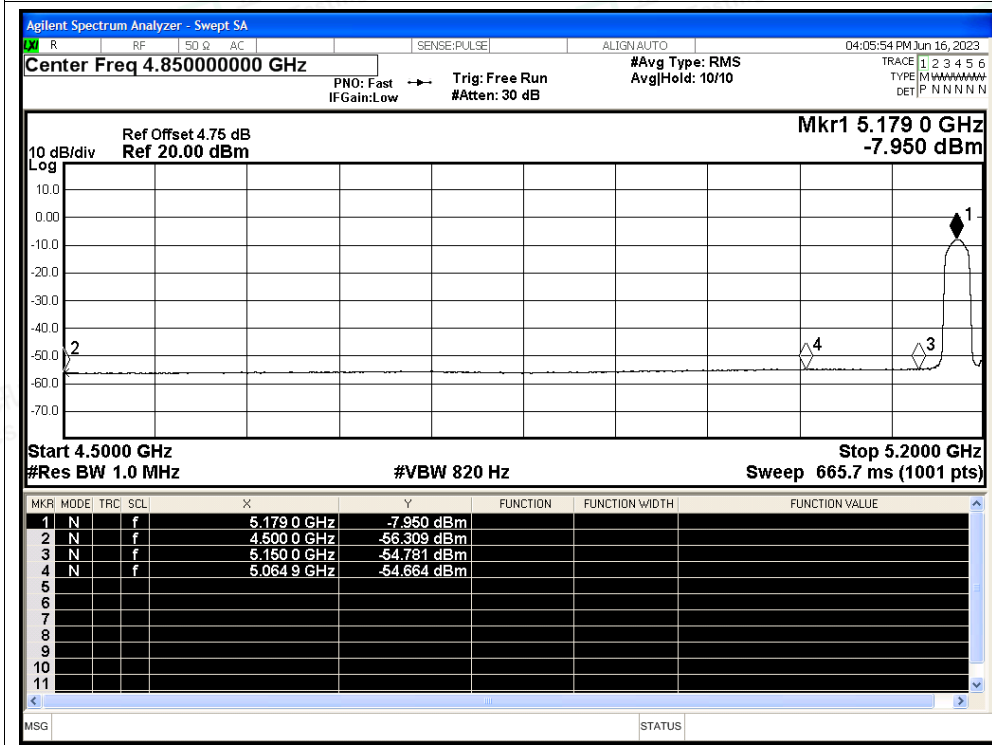 Agilent Spectrum Analyzer - Swept SA
LXI R RF 50 Ω AC SENSE:PULSE ALIGN AUTO 04:05:54 PM Jun 16, 2023
Center Freq 4.850000000 GHz
PNO: Fast
IFGain:Low
Trig: Free Run
#Atten: 30 dB
#Avg Type: RMS
Avg|Hold: 10/10
TRACE 1 2 3 4 5 6
TYPE M
DET P N N N N N
Mkr1 5.179 0 GHz
-7.950 dBm
Ref Offset 4.75 dB
10 dB/div Ref 20.00 dBm
Log
10.0
0.00
-10.0
-20.0
-30.0
-40.0
-50.0
-60.0
-70.0
1
2
4
3
Start 4.5000 GHz Stop 5.2000 GHz
#Res BW 1.0 MHz #VBW 820 Hz Sweep 665.7 ms (1001 pts)
MKR MODE TRC SCL X Y FUNCTION FUNCTION WIDTH FUNCTION VALUE
1 N f 5.179 0 GHz -7.950 dBm
2 N f 4.500 0 GHz -56.309 dBm
3 N f 5.150 0 GHz -54.781 dBm
4 N f 5.064 9 GHz -54.664 dBm
5
6
7
8
9
10
11
MSG STATUS